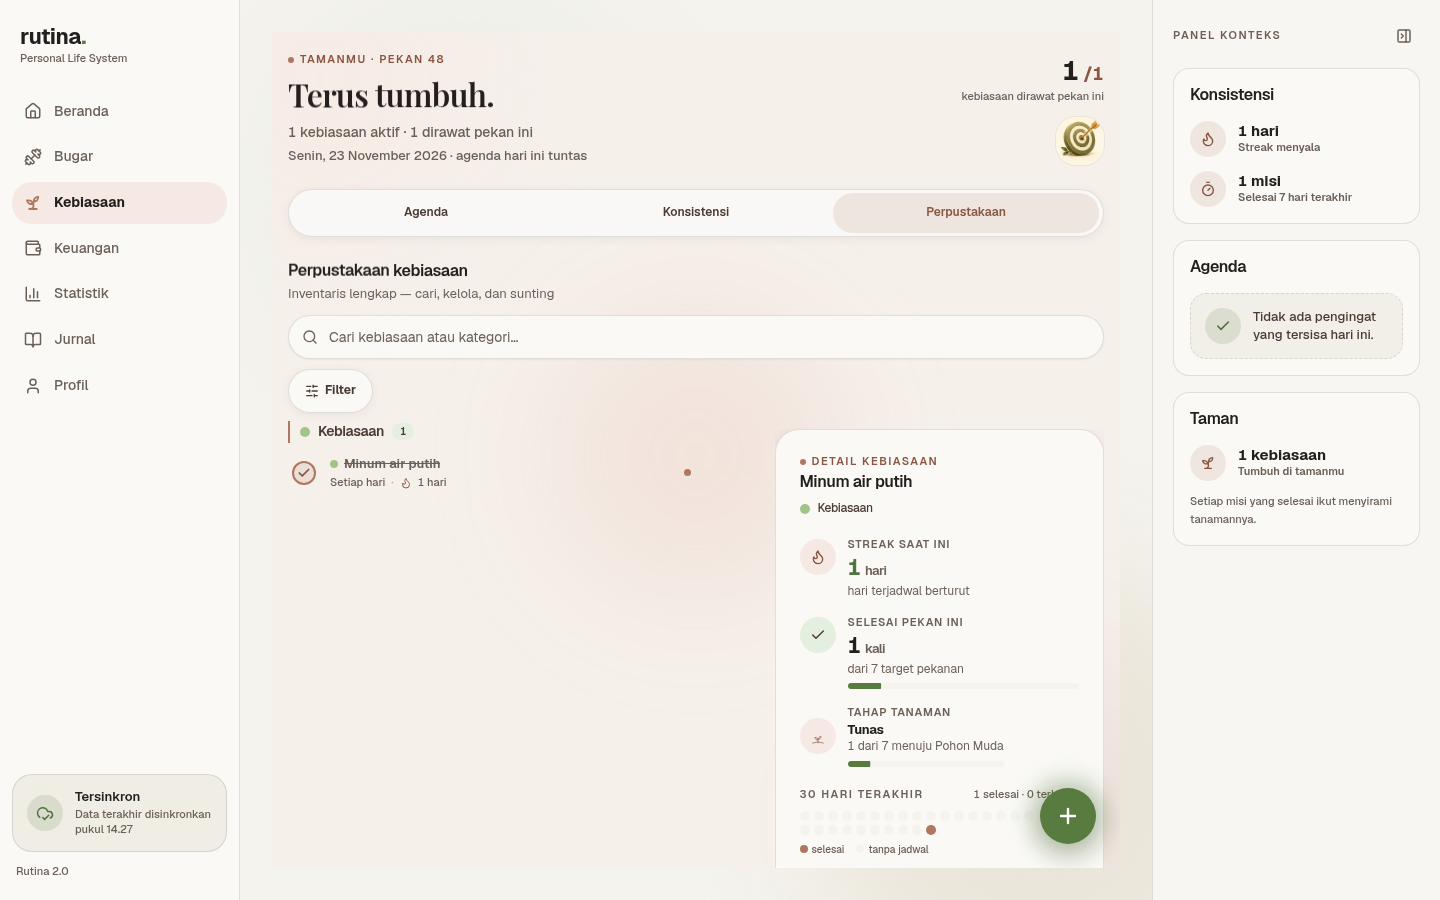 rutina.
Personal Life System
Beranda
Bugar
Kebiasaan
Keuangan
Statistik
Jurnal
Profil
Tersinkron
Data terakhir disinkronkan
pukul 14.27
Rutina 2.0
TAMANMU · PEKAN 48
Terus tumbuh.
1 kebiasaan aktif · 1 dirawat pekan ini
Senin, 23 November 2026 · agenda hari ini tuntas
1 /1
kebiasaan dirawat pekan ini
Agenda
Konsistensi
Perpustakaan
Perpustakaan kebiasaan
Inventaris lengkap — cari, kelola, dan sunting
Cari kebiasaan atau kategori...
Filter
Kebiasaan 1
Minum air putih
Setiap hari · 1 hari
DETAIL KEBIASAAN
Minum air putih
Kebiasaan
STREAK SAAT INI
1 hari
hari terjadwal berturut
SELESAI PEKAN INI
1 kali
dari 7 target pekanan
TAHAP TANAMAN
Tunas
1 dari 7 menuju Pohon Muda
30 HARI TERAKHIR
1 selesai · 0
selesai
tanpa jadwal
PANEL KONTEKS
Konsistensi
1 hari
Streak menyala
1 misi
Selesai 7 hari terakhir
Agenda
Tidak ada pengingat
yang tersisa hari ini.
Taman
1 kebiasaan
Tumbuh di tamanmu
Setiap misi yang selesai ikut menyirami
tanamannya.